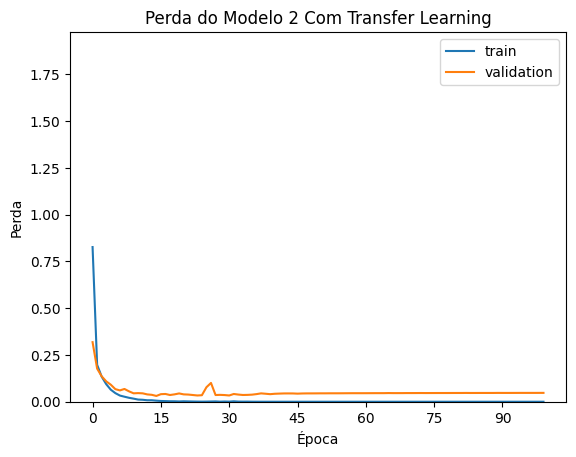 Perda do Modelo 2 Com Transfer Learning
train
validation
1.75
1.50
1.25
1.00
0.75
0.50
0.25
0.00
Perda
0 15 30 45 60 75 90
Época